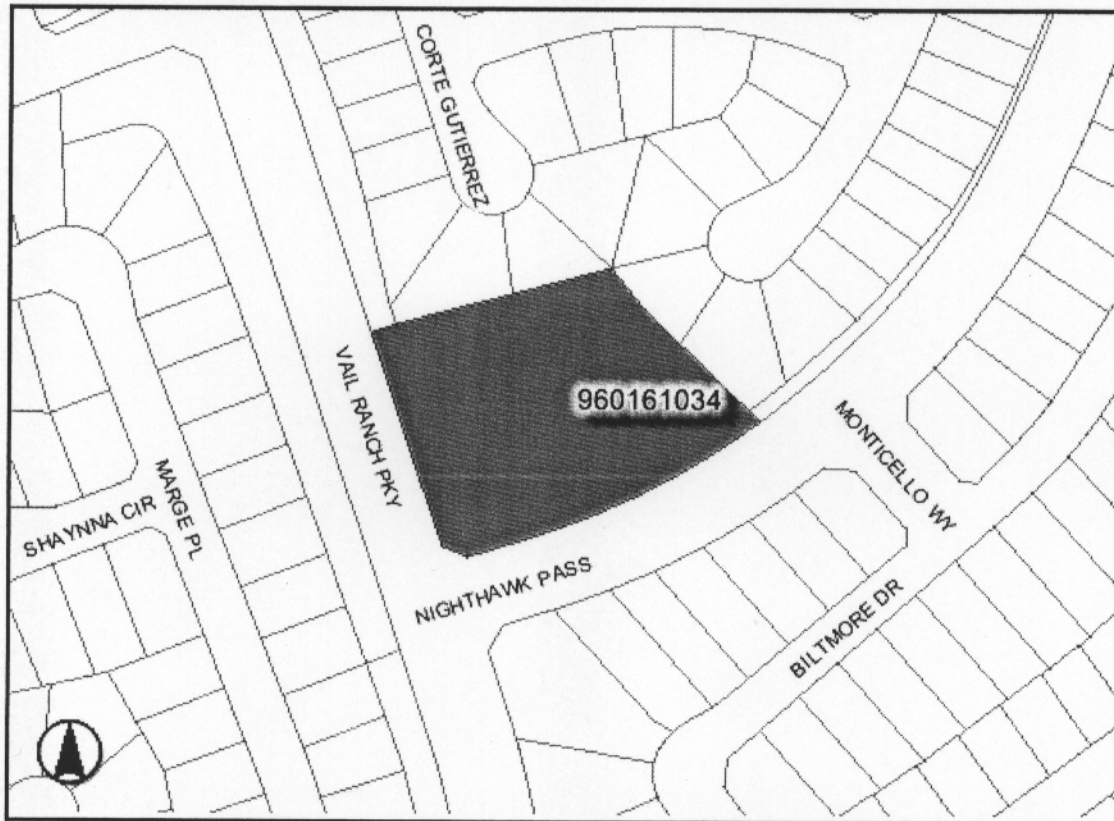 CORTE GUTIERREZ
VAIL RANCH PKY
960161034
MONTICELLO WY
MARGE PL
SHAYNNA CIR
NIGHTHAWK PASS
BILTMORE DR